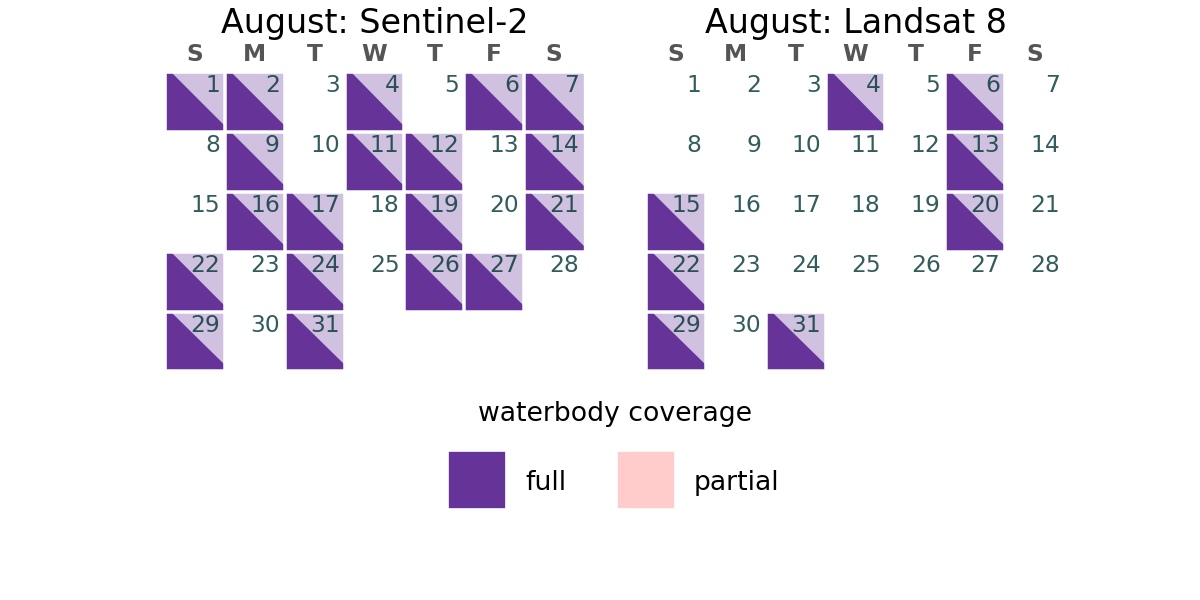 August: Sentinel-2
S M T W T F S
1 2 3 4 5 6 7
8 9 10 11 12 13 14
15 16 17 18 19 20 21
22 23 24 25 26 27 28
29 30 31
August: Landsat 8
S M T W T F S
1 2 3 4 5 6 7
8 9 10 11 12 13 14
15 16 17 18 19 20 21
22 23 24 25 26 27 28
29 30 31
waterbody coverage
full
partial